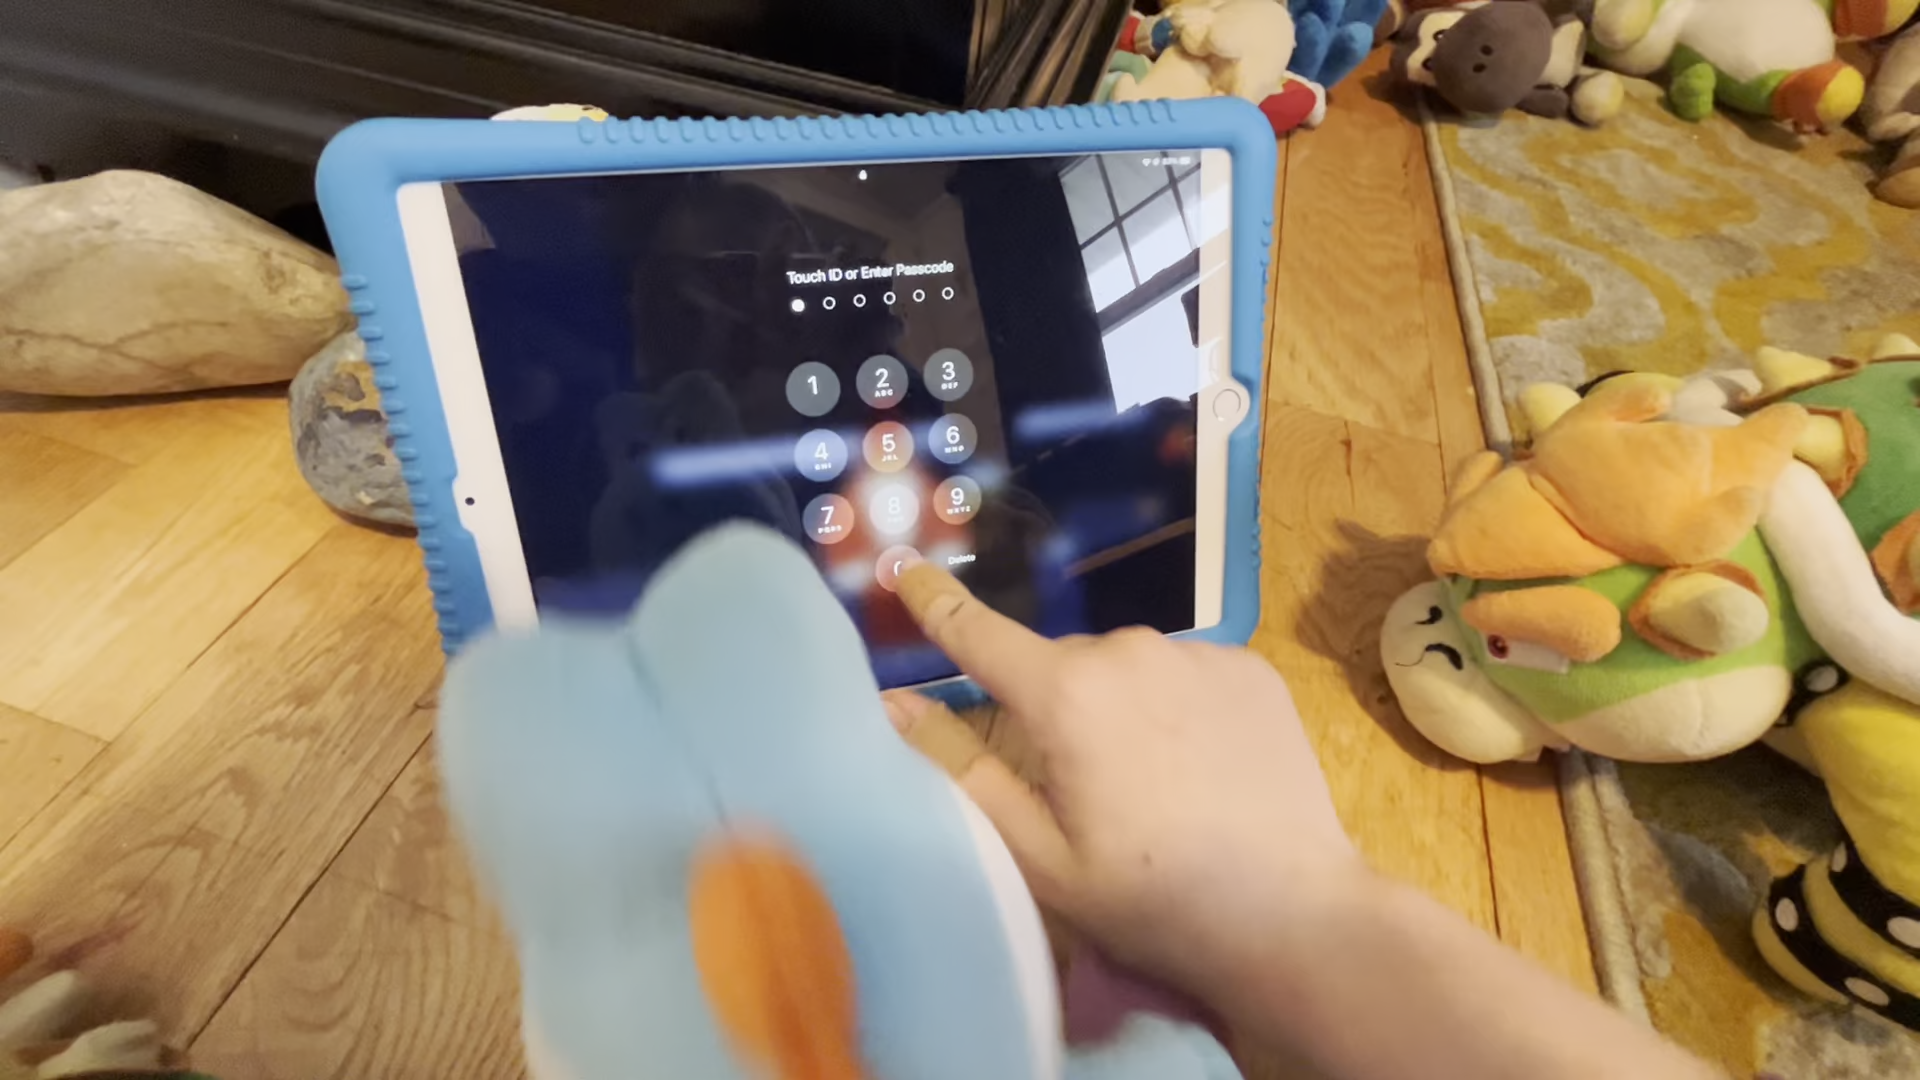 Touch ID or Enter Passcode
1 2 3
ABC DEF
4 5 6
GHI JKL MNO
7 8 9
PQRS WXYZ
Delete